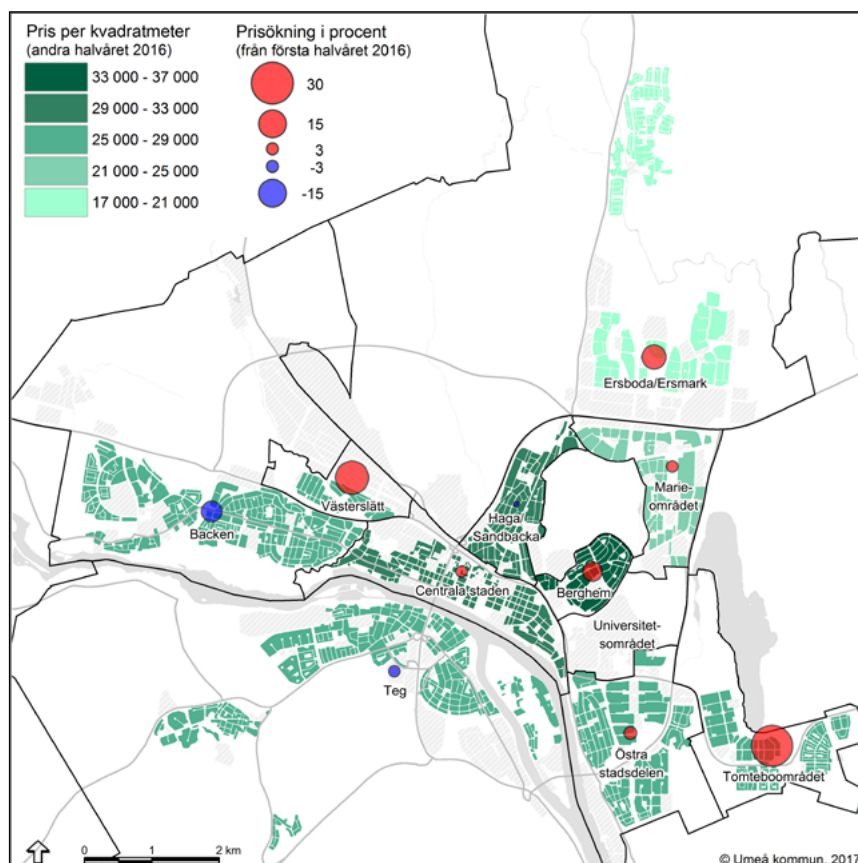 Pris per kvadratmeter
(andra halvåret 2016)
33 000 - 37 000
29 000 - 33 000
25 000 - 29 000
21 000 - 25 000
17 000 - 21 000
Prisökning i procent
(från första halvåret 2016)
30
15
3
-3
-15
Ersboda/Ersmark
Västerslätt
Haga/
Sandbacka
Marie-
området
Backen
Centrala staden
Berghem
Universitet-
sområdet
Teg
Östra
stadsdelen
Tomteboområdet
0 1 2 km
© Umeå kommun, 2017